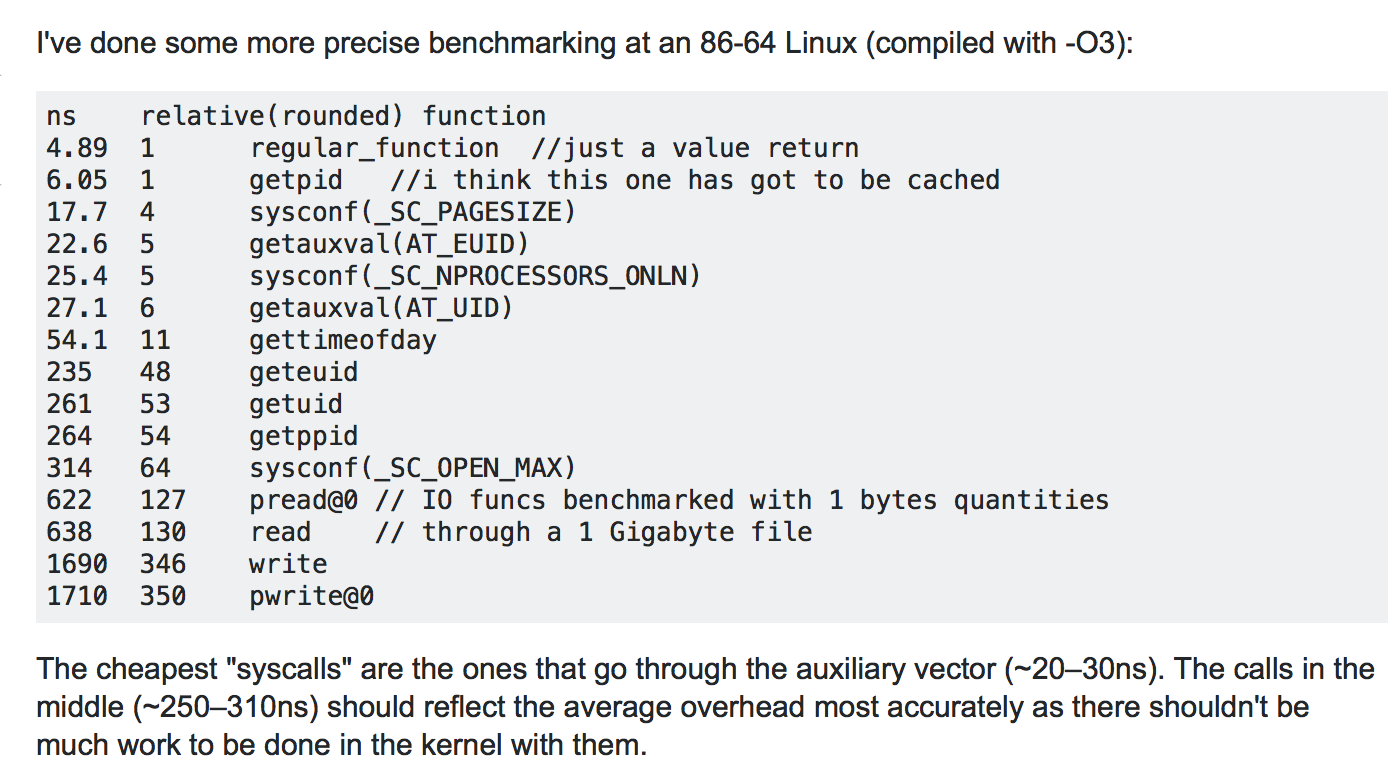 I've done some more precise benchmarking at an 86-64 Linux (compiled with -O3):
ns    relative(rounded) function
4.89  1      regular_function  //just a value return
6.05  1      getpid   //i think this one has got to be cached
17.7  4      sysconf(_SC_PAGESIZE)
22.6  5      getauxval(AT_EUID)
25.4  5      sysconf(_SC_NPROCESSORS_ONLN)
27.1  6      getauxval(AT_UID)
54.1  11     gettimeofday
235   48     geteuid
261   53     getuid
264   54     getppid
314   64     sysconf(_SC_OPEN_MAX)
622   127    pread@0 // IO funcs benchmarked with 1 bytes quantities
638   130    read    // through a 1 Gigabyte file
1690  346    write
1710  350    pwrite@0
The cheapest "syscalls" are the ones that go through the auxiliary vector (~20–30ns). The calls in the
middle (~250–310ns) should reflect the average overhead most accurately as there shouldn't be
much work to be done in the kernel with them.